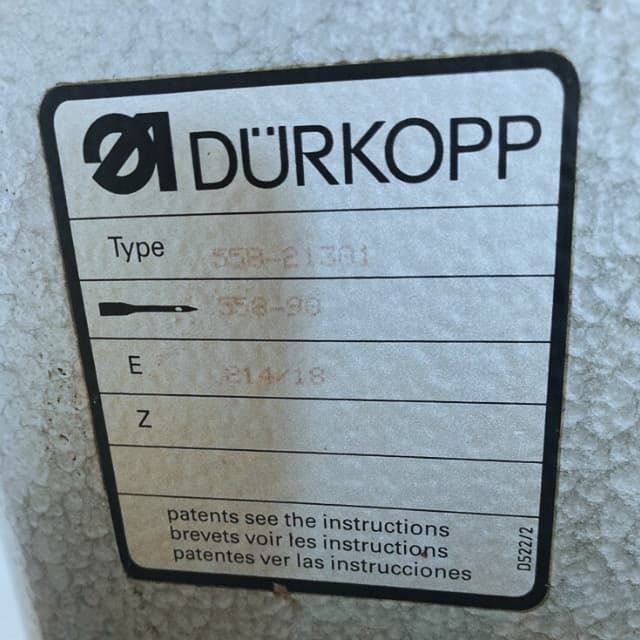 DÜRKOPP
Type 558-21301
558-90
E 214/18
Z
patents see the instructions
brevets voir les instructions
patentes ver las instrucciones
DS22/2